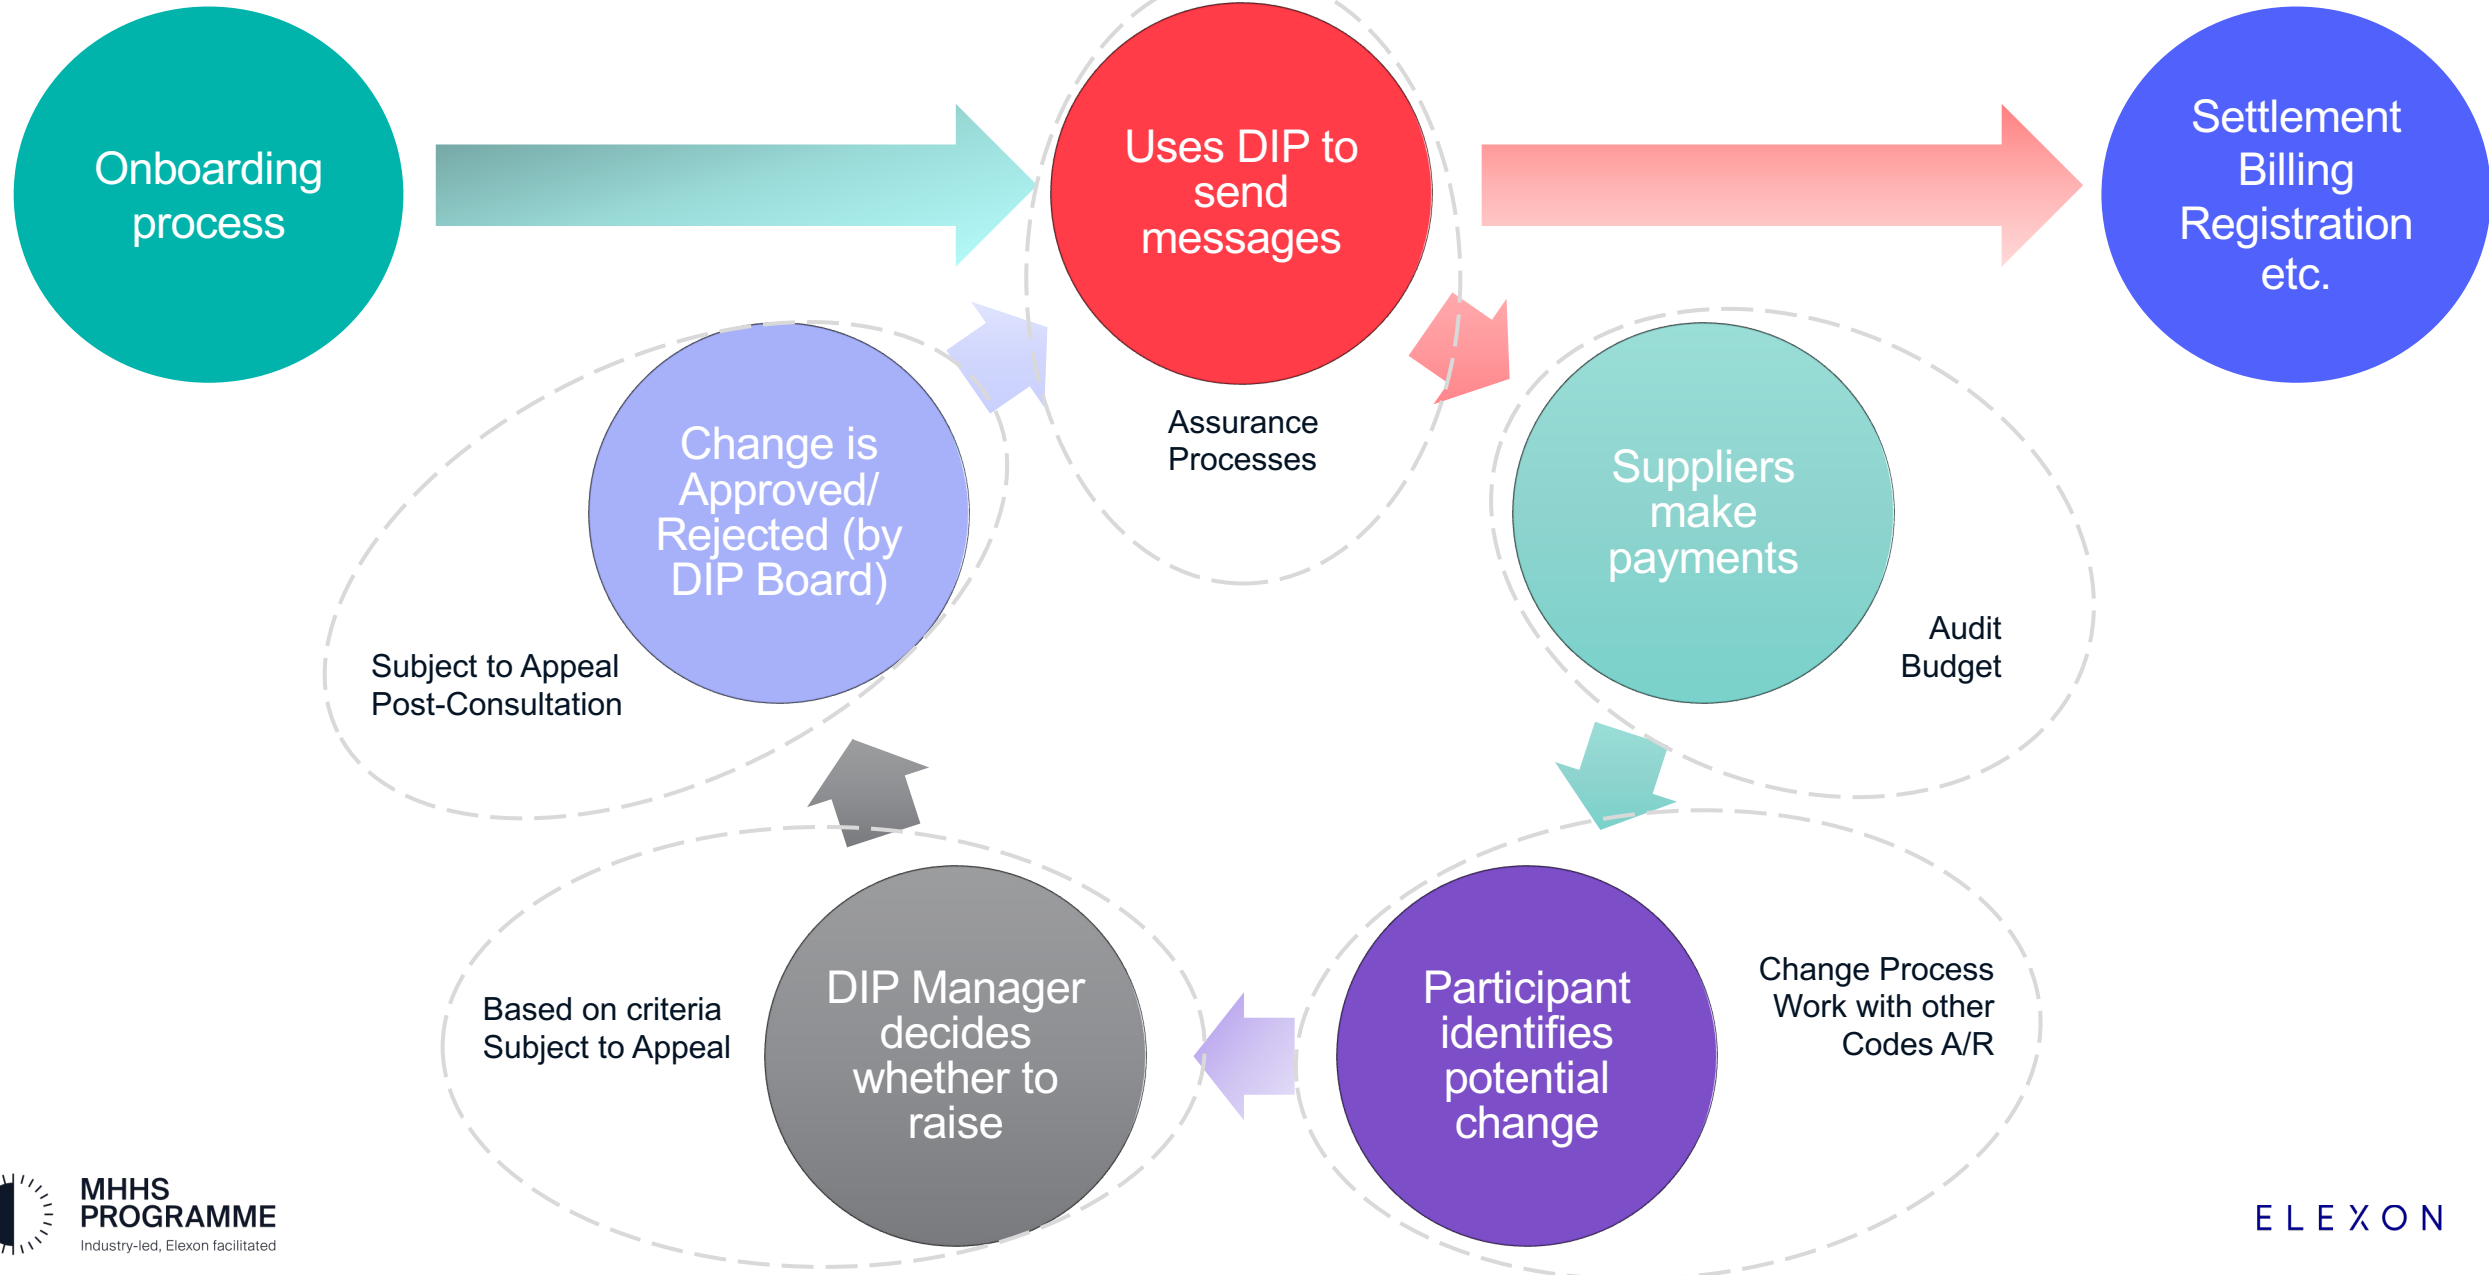 Onboarding
process
Uses DIP to
send
messages
Settlement
Billing
Registration
etc.
Assurance
Processes
Change is
Approved/
Rejected (by
DIP Board)
Subject to Appeal
Post-Consultation
Suppliers
make
payments
Audit
Budget
DIP Manager
decides
whether to
raise
Based on criteria
Subject to Appeal
Participant
identifies
potential
change
Change Process
Work with other
Codes A/R
MHHS
PROGRAMME
Industry-led, Elexon facilitated
ELEXON